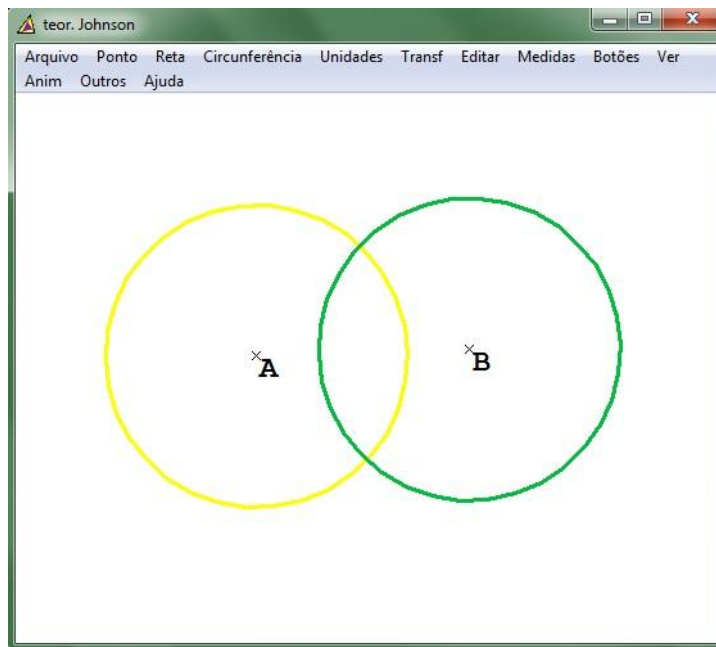 teor. Johnson
Arquivo Ponto Reta Circunferência Unidades Transf Editar Medidas Botões Ver
Anim Outros Ajuda
A
B